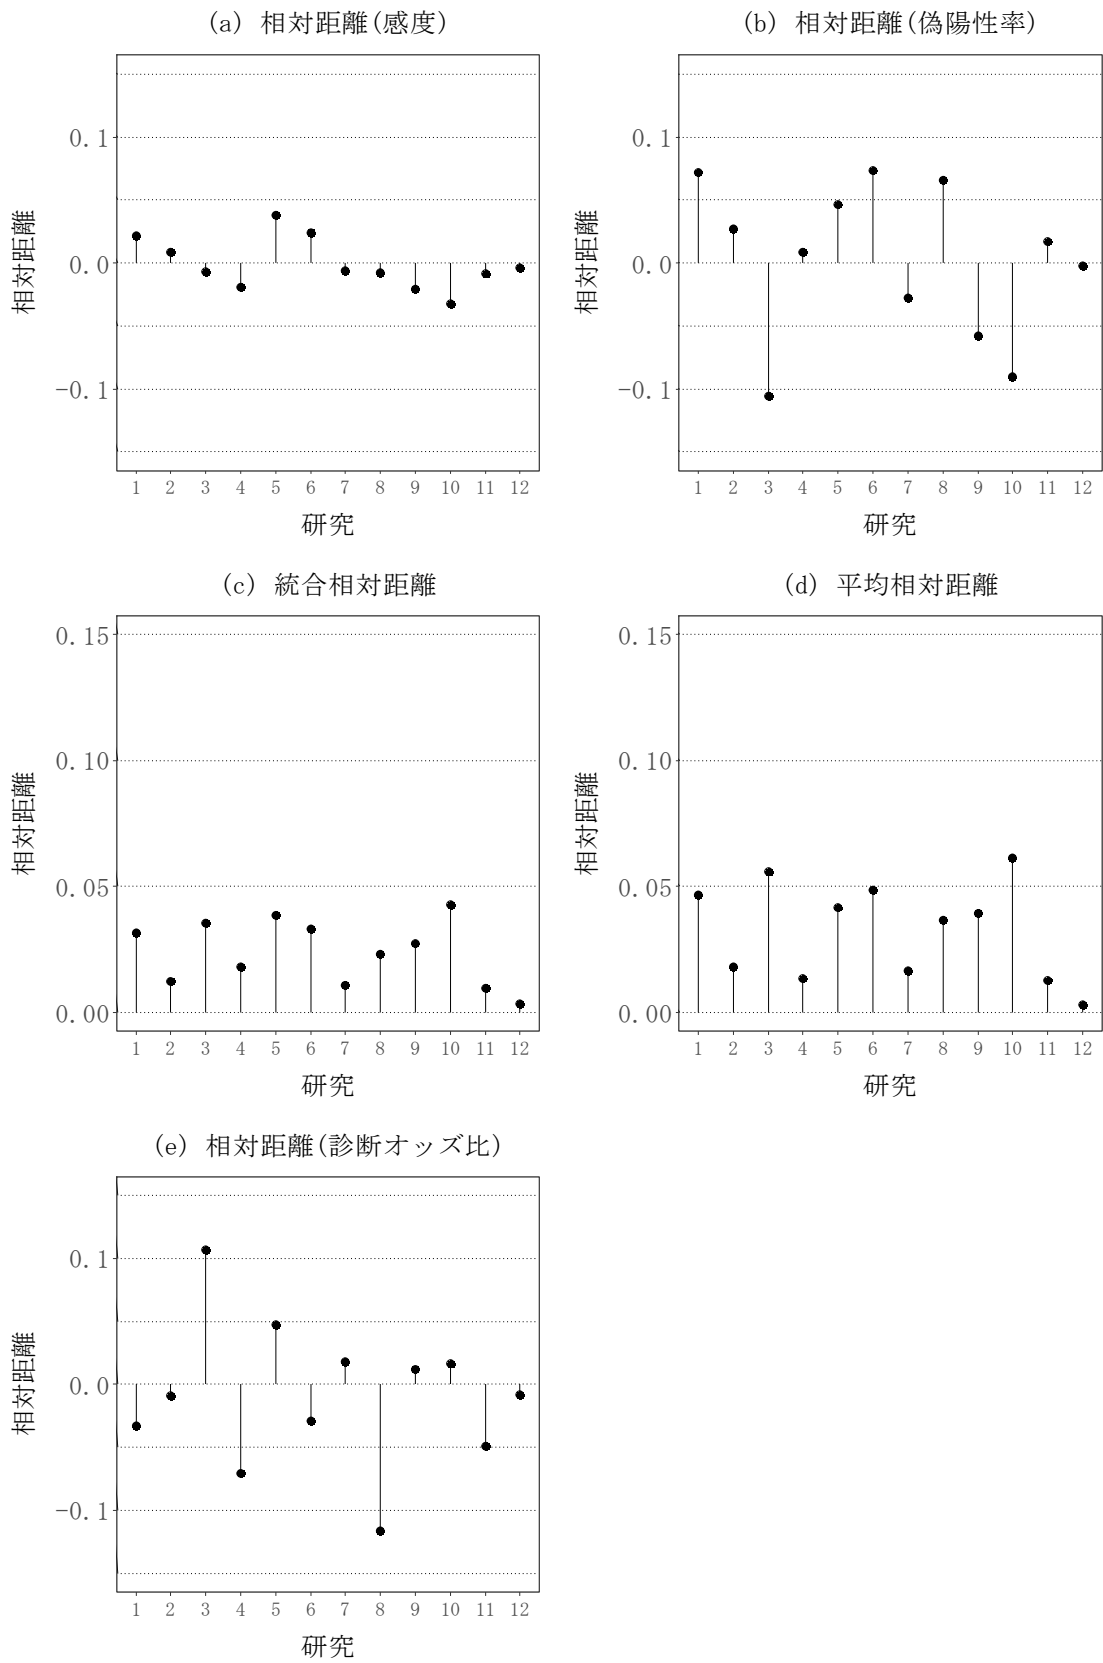 (a) 相対距離(感度)
相対距離
0.1
0.0
−0.1
1 2 3 4 5 6 7 8 9 10 11 12
研究
(b) 相対距離(偽陽性率)
相対距離
0.1
0.0
−0.1
1 2 3 4 5 6 7 8 9 10 11 12
研究
(c) 統合相対距離
相対距離
0.15
0.10
0.05
0.00
1 2 3 4 5 6 7 8 9 10 11 12
研究
(d) 平均相対距離
相対距離
0.15
0.10
0.05
0.00
1 2 3 4 5 6 7 8 9 10 11 12
研究
(e) 相対距離(診断オッズ比)
相対距離
0.1
0.0
−0.1
1 2 3 4 5 6 7 8 9 10 11 12
研究